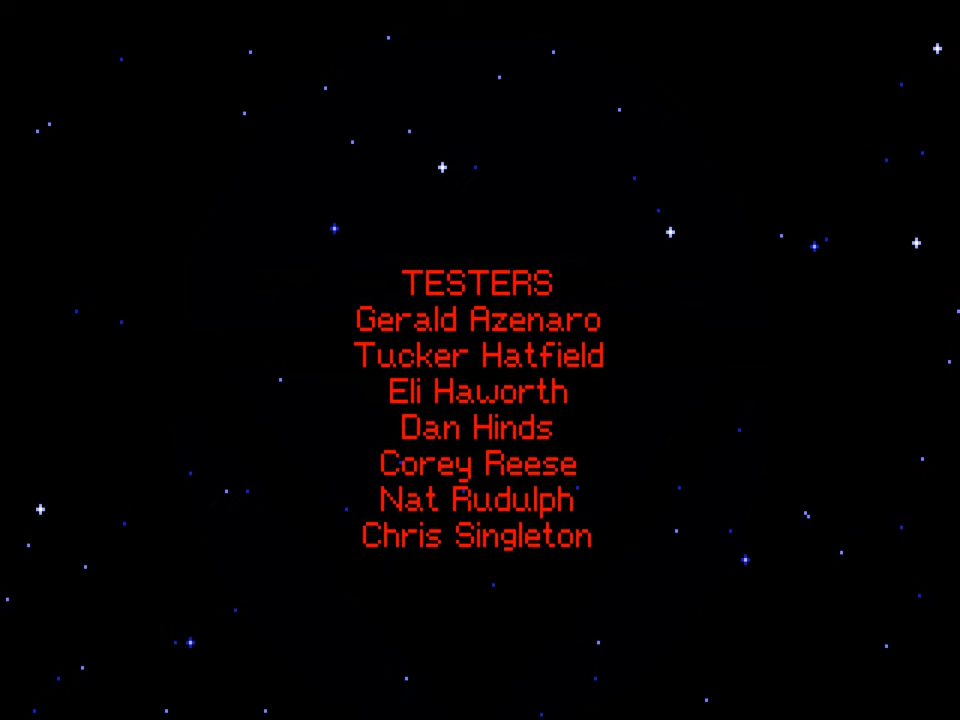 TESTERS
Gerald Azenaro
Tucker Hatfield
Eli Haworth
Dan Hinds
Corey Reese
Nat Rudulph
Chris Singleton